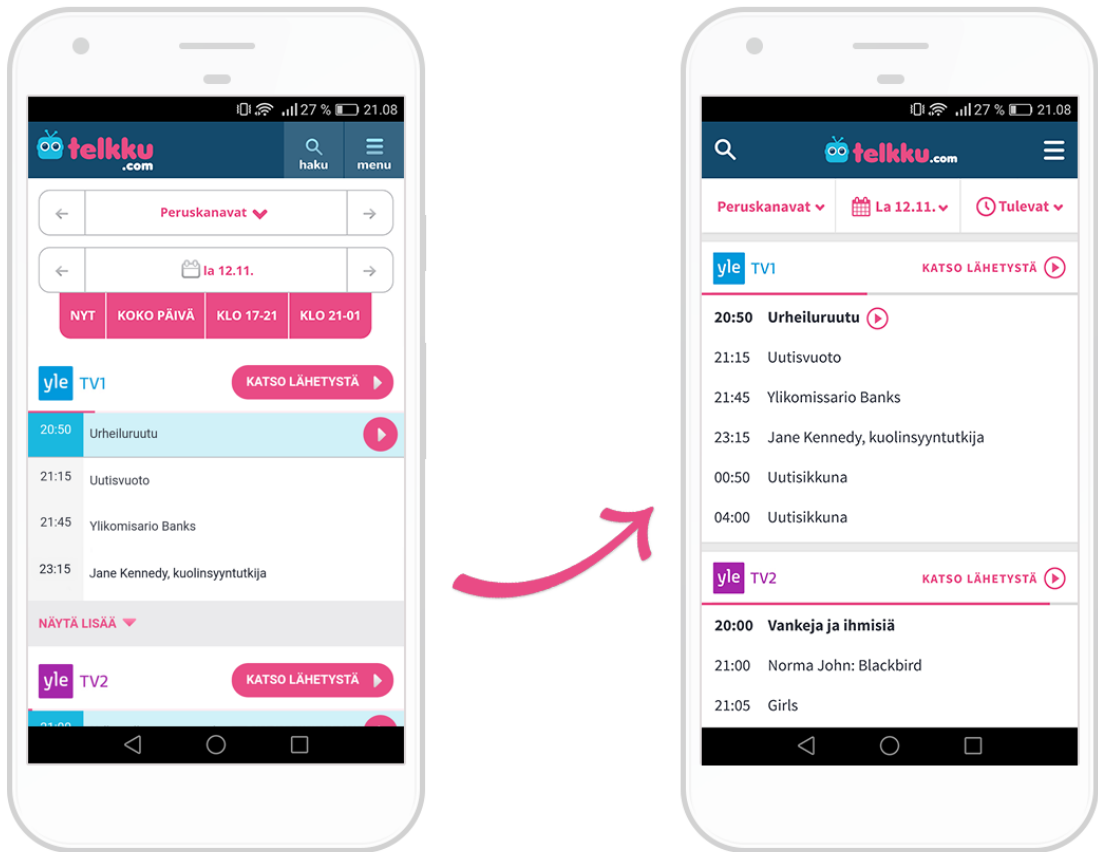 27 % 21.08
telkku
.com
haku
menu
Peruskanavat
la 12.11.
NYT KOKO PÄIVÄ KLO 17-21 KLO 21-01
yle TV1 KATSO LÄHETYSTÄ
20:50 Urheiluruutu
21:15 Uutisvuoto
21:45 Ylikomisario Banks
23:15 Jane Kennedy, kuolinsyyntutkija
NÄYTÄ LISÄÄ
yle TV2 KATSO LÄHETYSTÄ
21:00
27 % 21.08
telkku.com
Peruskanavat La 12.11. Tulevat
yle TV1 KATSO LÄHETYSTÄ
20:50 Urheiluruutu
21:15 Uutisvuoto
21:45 Ylikomissario Banks
23:15 Jane Kennedy, kuolinsyyntutkija
00:50 Uutisikkuna
04:00 Uutisikkuna
yle TV2 KATSO LÄHETYSTÄ
20:00 Vankeja ja ihmisiä
21:00 Norma John: Blackbird
21:05 Girls